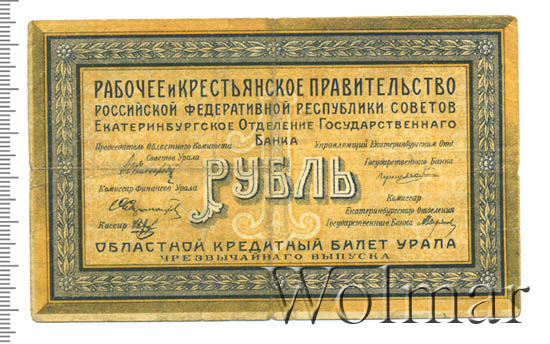 РАБОЧЕЕ и КРЕСТЬЯНСКОЕ ПРАВИТЕЛЬСТВО
РОССИЙСКОЙ ФЕДЕРАТИВНОЙ РЕСПУБЛИКИ СОВЕТОВ
ЕКАТЕРИНБУРГСКОЕ ОТДЕЛЕНИЕ ГОСУДАРСТВЕННАГО
БАНКА
Председатель Областного Комитета
Советов Урала
Управляющий Екатеринбургским Отд.
Государственнаго Банка
Комиссар Финансов Урала
РУБЛЬ
Комиссар
Екатеринбургскаго Отделения
Государственнаго Банка
Кассир
ОБЛАСТНОЙ КРЕДИТНЫЙ БИЛЕТ УРАЛА
ЧРЕЗВЫЧАЙНАГО ВЫПУСКА
Wolmar